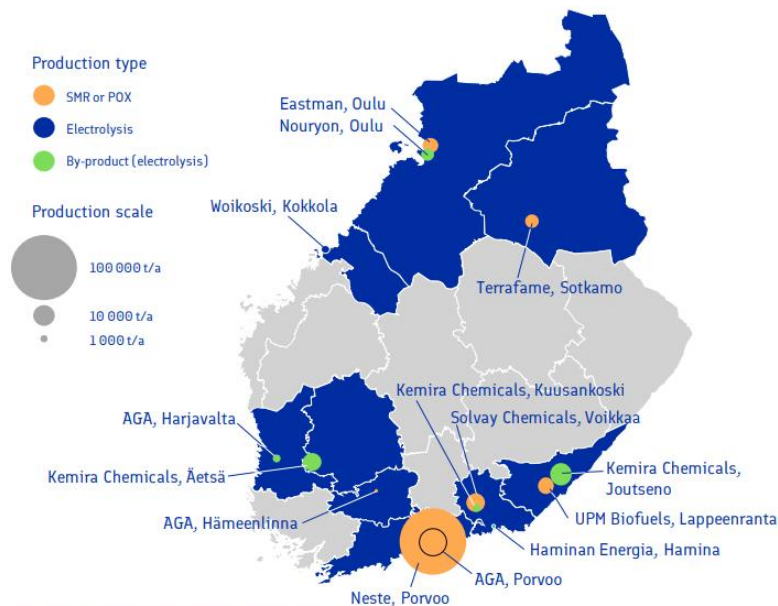 Production type
SMR or POX
Electrolysis
By-product (electrolysis)
Production scale
100 000 t/a
10 000 t/a
1 000 t/a
Eastman, Oulu
Nouryon, Oulu
Woikoski, Kokkola
Terrafame, Sotkamo
Kemira Chemicals, Kuusankoski
Solvay Chemicals, Voikkaa
AGA, Harjavalta
Kemira Chemicals, Äetsä
Kemira Chemicals,
Joutseno
AGA, Hämeenlinna
UPM Biofuels, Lappeenranta
Haminan Energia, Hamina
AGA, Porvoo
Neste, Porvoo